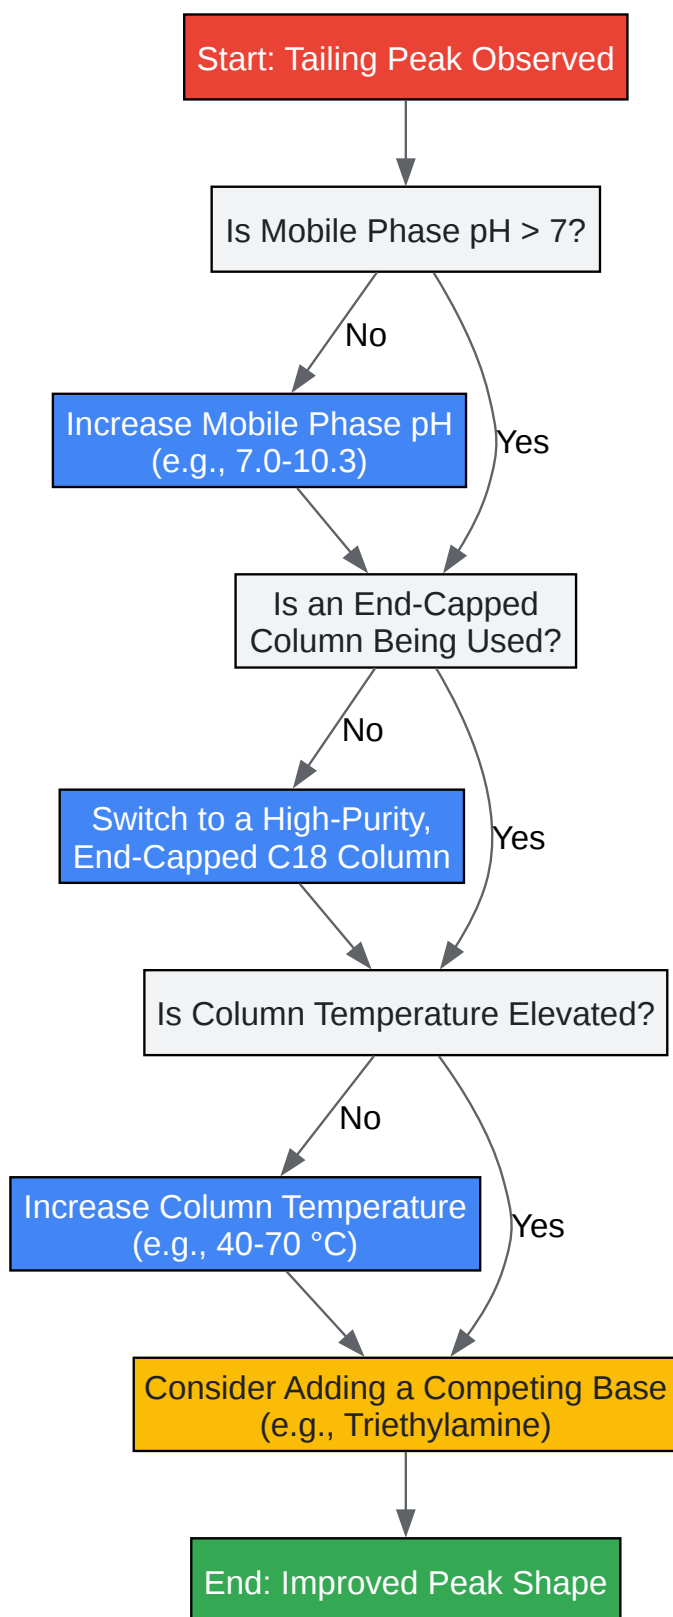 Start: Tailing Peak Observed
Is Mobile Phase pH > 7?
No
Increase Mobile Phase pH
(e.g., 7.0-10.3)
Yes
Is an End-Capped
Column Being Used?
No
Switch to a High-Purity,
End-Capped C18 Column
Yes
Is Column Temperature Elevated?
No
Increase Column Temperature
(e.g., 40-70 °C)
Yes
Consider Adding a Competing Base
(e.g., Triethylamine)
End: Improved Peak Shape